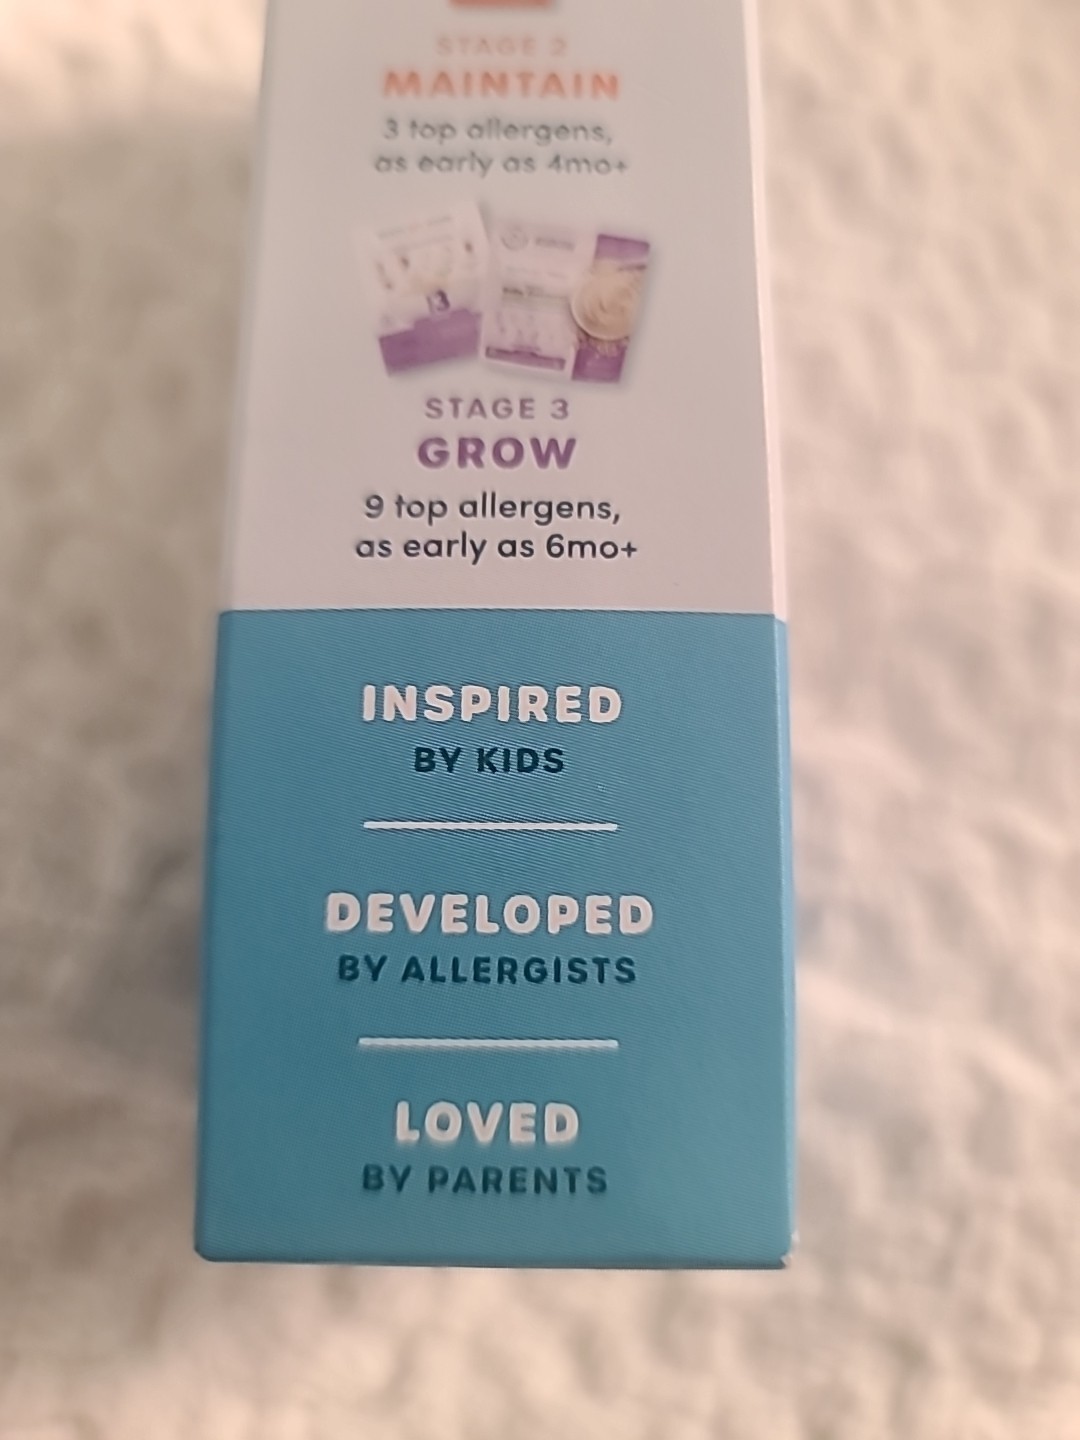 STAGE 2
MAINTAIN
3 top allergens,
as early as 4mo+
STAGE 3
GROW
9 top allergens,
as early as 6mo+
INSPIRED
BY KIDS
DEVELOPED
BY ALLERGISTS
LOVED
BY PARENTS